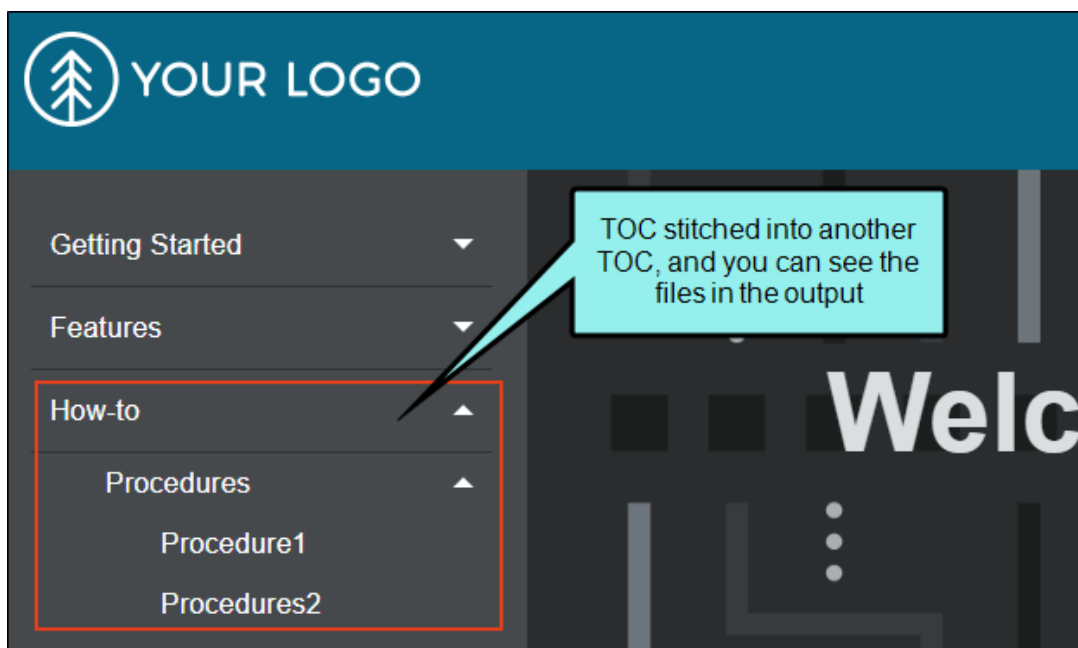 YOUR LOGO
Getting Started
TOC stitched into another
TOC, and you can see the
files in the output
Features
How-to
Welc
Procedures
Procedure1
Procedures2